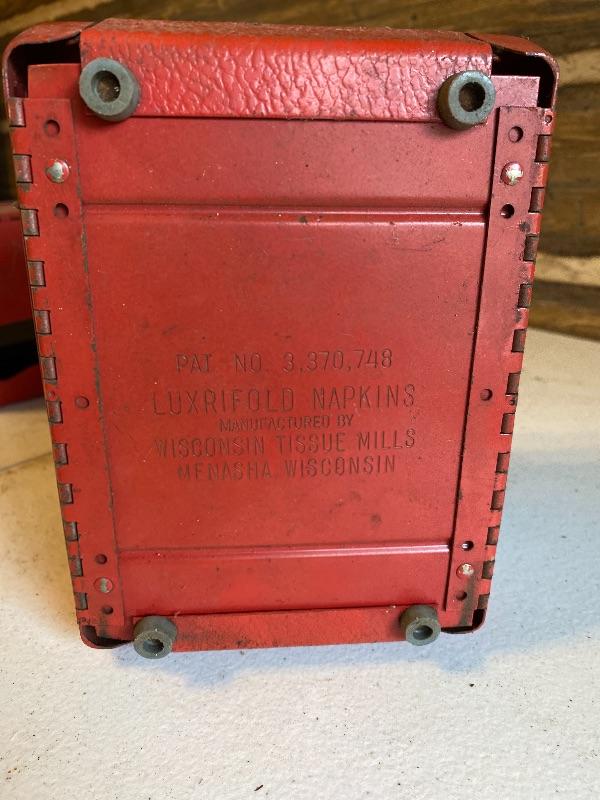 PAT. NO. 3,370,748
LUXRIFOLD NAPKINS
MANUFACTURED BY
WISCONSIN TISSUE MILLS
MENASHA, WISCONSIN